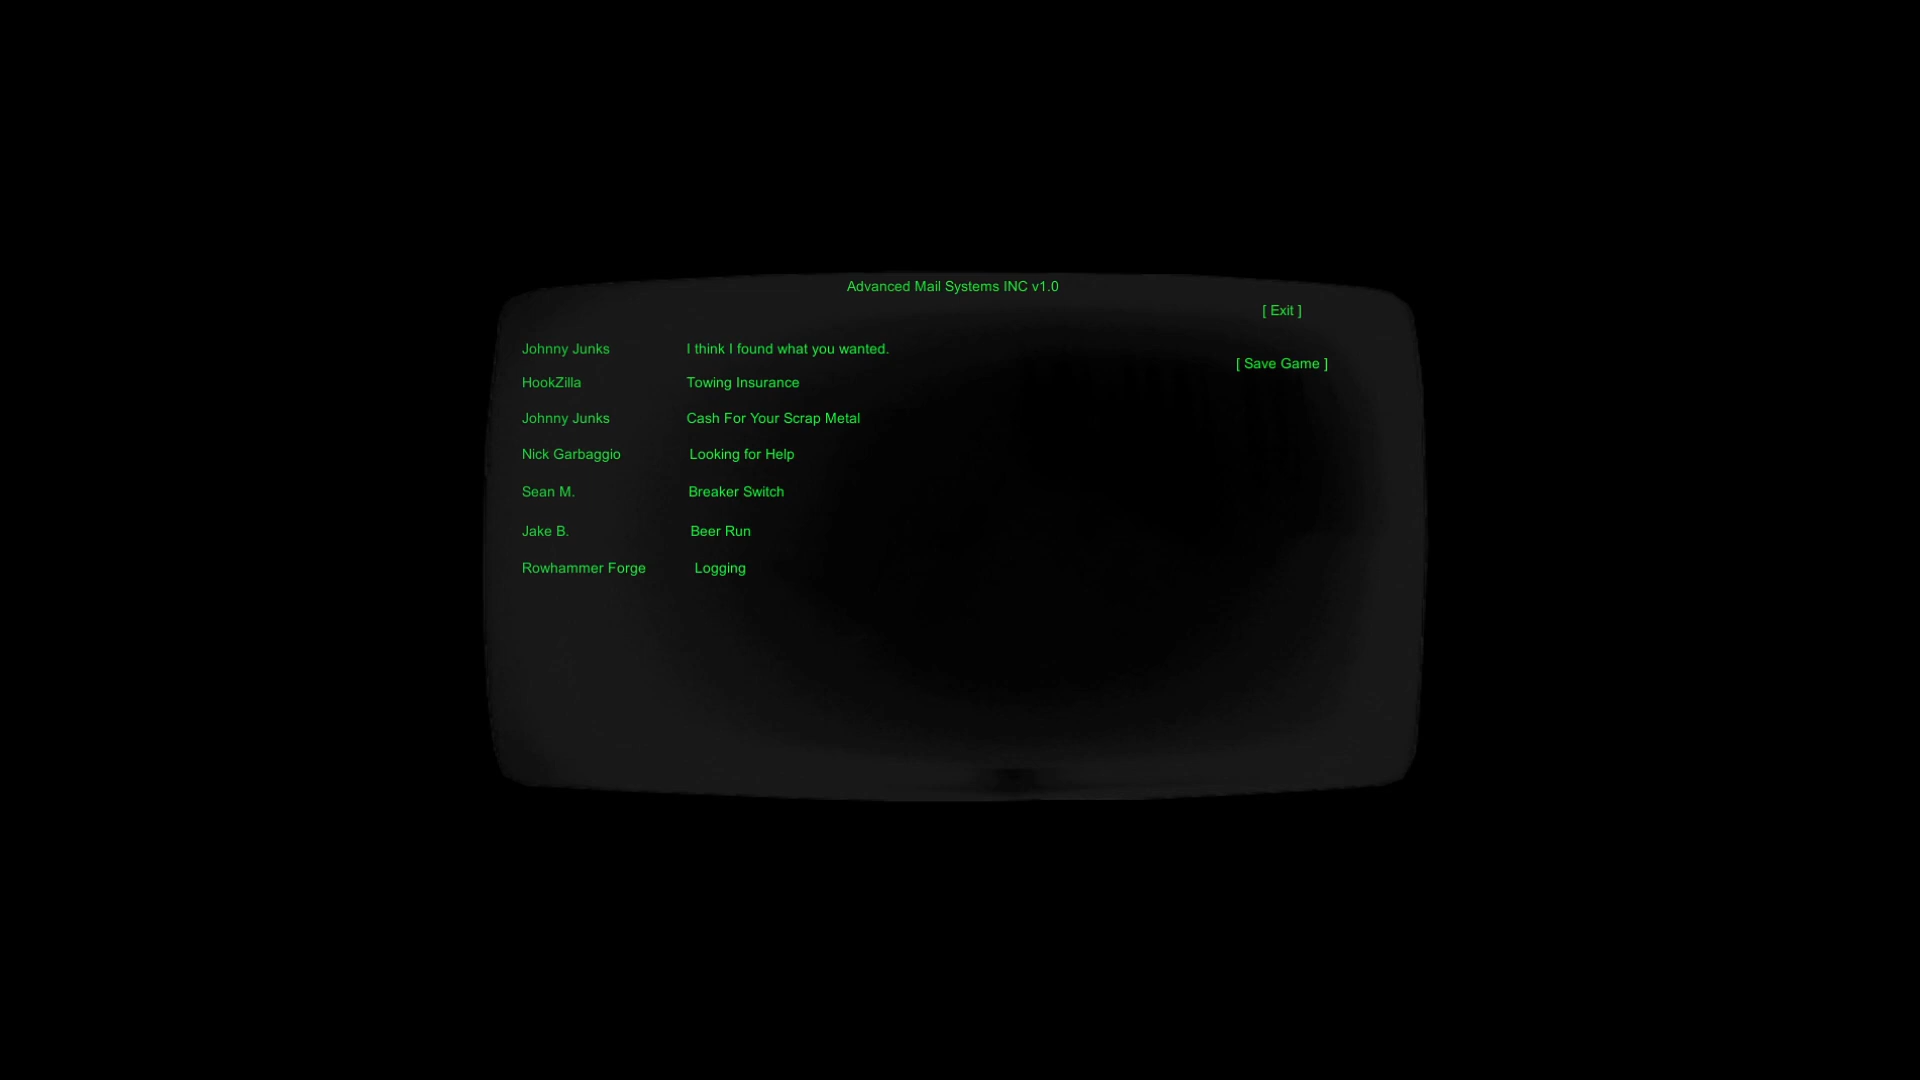 Advanced Mail Systems INC v1.0
[ Exit ]
Johnny Junks I think I found what you wanted.
[ Save Game ]
HookZilla Towing Insurance
Johnny Junks Cash For Your Scrap Metal
Nick Garbaggio Looking for Help
Sean M. Breaker Switch
Jake B. Beer Run
Rowhammer Forge Logging